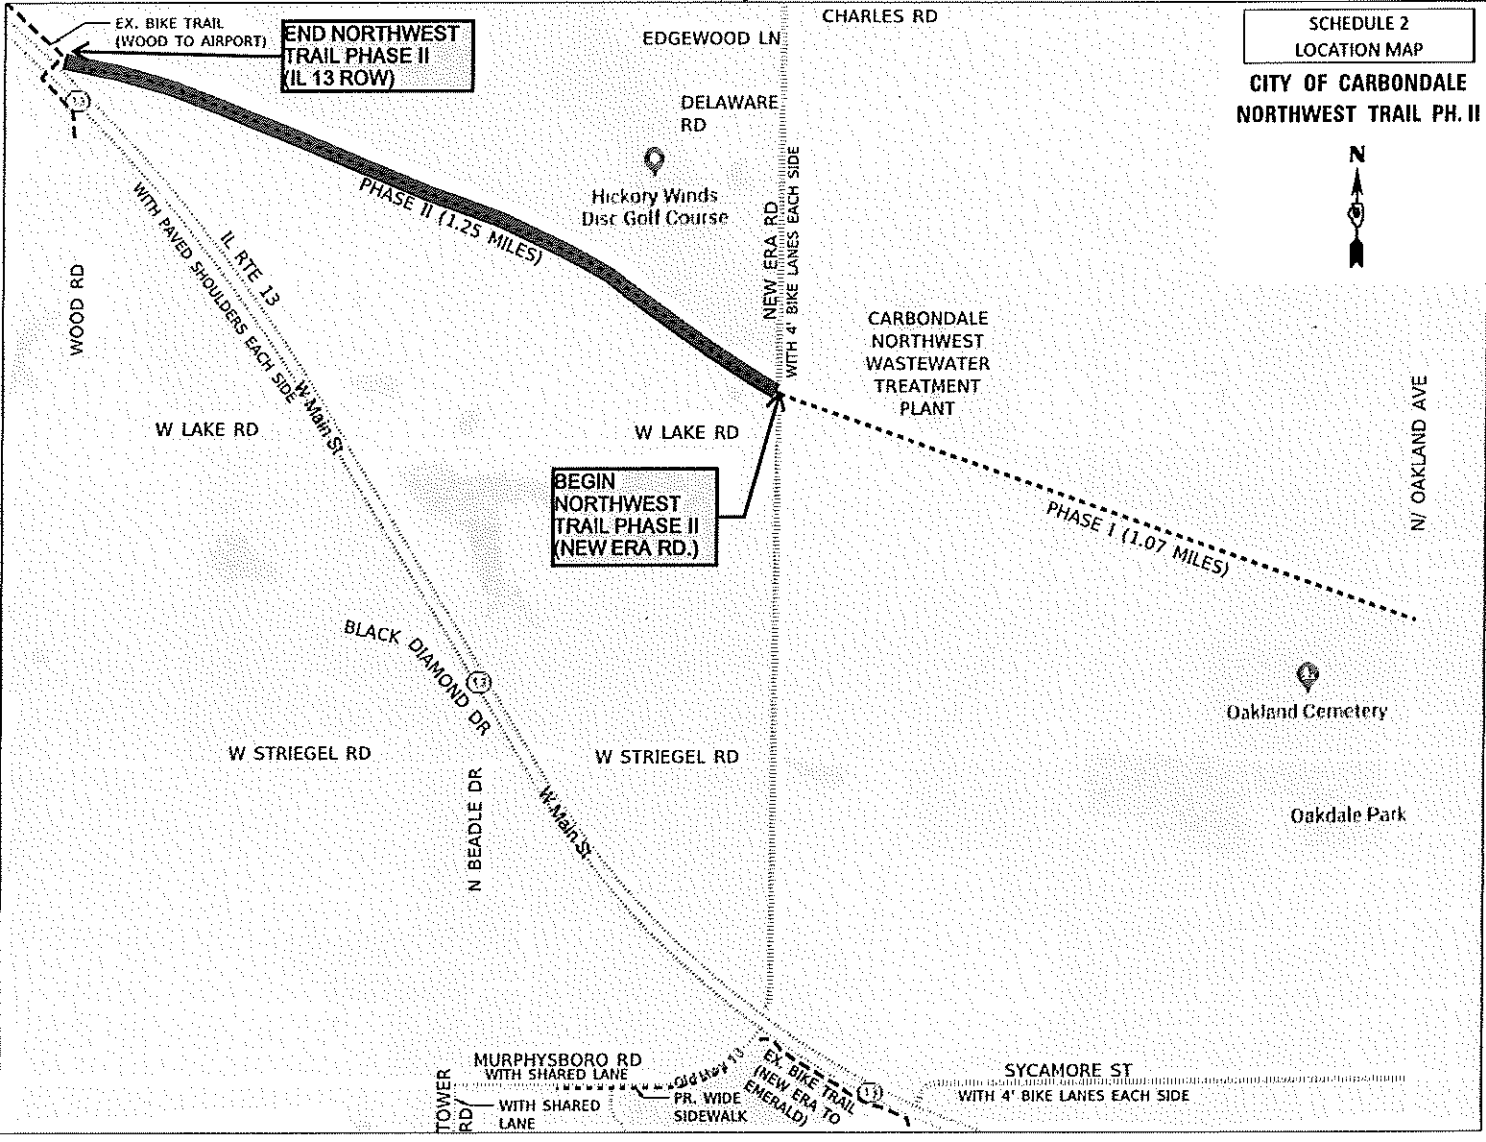 EX. BIKE TRAIL
(WOOD TO AIRPORT)
END NORTHWEST
TRAIL PHASE II
(IL 13 ROW)
EDGEWOOD LN
CHARLES RD
SCHEDULE 2
LOCATION MAP
CITY OF CARBONDALE
NORTHWEST TRAIL PH. II
N
13
DELAWARE
RD
Hickory Winds
Disc Golf Course
PHASE II (1.25 MILES)
NEW ERA RD
WITH 4' BIKE LANES EACH SIDE
WOOD RD
IL RTE 13
WITH PAVED SHOULDERS EACH SIDE
W Main St
CARBONDALE
NORTHWEST
WASTEWATER
TREATMENT
PLANT
N/ OAKLAND AVE
W LAKE RD
W LAKE RD
BEGIN
NORTHWEST
TRAIL PHASE II
(NEW ERA RD.)
PHASE I (1.07 MILES)
BLACK DIAMOND DR
13
Oakland Cemetery
W STRIEGEL RD
W STRIEGEL RD
N BEADLE DR
W Main St
Oakdale Park
MURPHYSBORO RD
WITH SHARED LANE
Old Hwy 13
EX. BIKE TRAIL
(NEW ERA TO
EMERALD)
13
SYCAMORE ST
WITH 4' BIKE LANES EACH SIDE
TOWER
RD
WITH SHARED
LANE
PR. WIDE
SIDEWALK